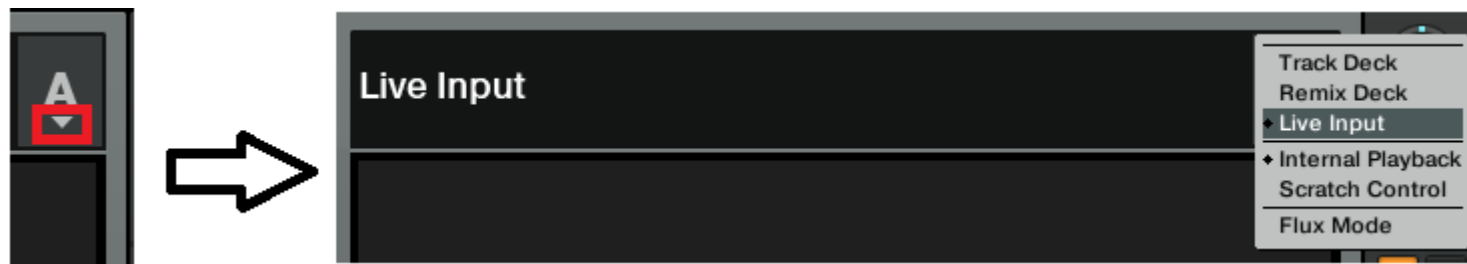 A
Live Input
Track Deck
Remix Deck
Live Input
Internal Playback
Scratch Control
Flux Mode